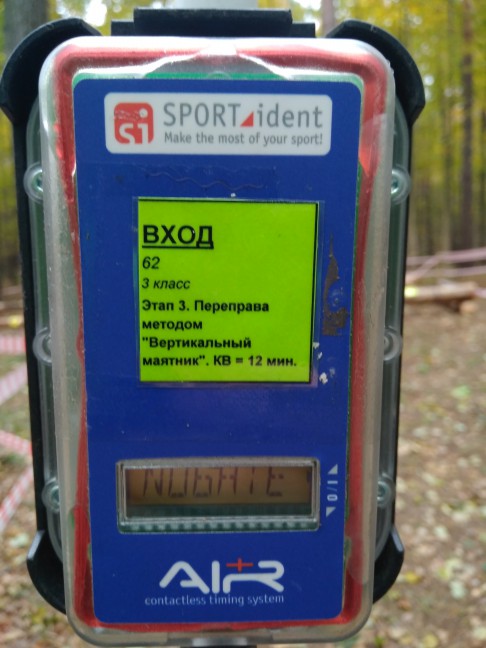 SPORTident
Make the most of your sport!
ВХОД
62
3 класс
Этап 3. Переправа
методом
"Вертикальный
маятник". КВ = 12 мин.
0/I
AIR+
contactless timing system